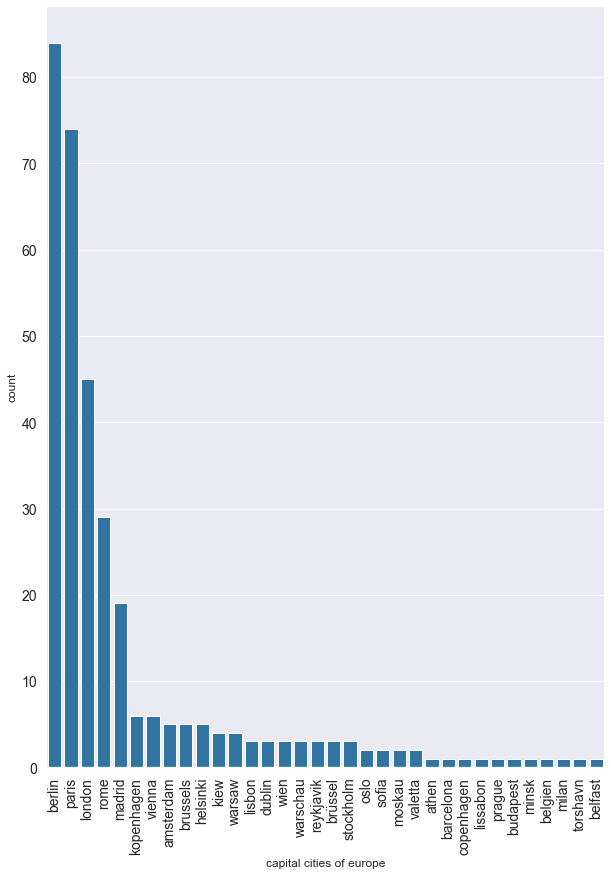 80
70
60
50
40
30
20
10
0
count
berlin
paris
london
rome
madrid
kopenhagen
vienna
amsterdam
brussels
helsinki
kiew
warsaw
lisbon
dublin
wien
warschau
reykjavik
brüssel
stockholm
oslo
sofia
moskau
valetta
athen
barcelona
copenhagen
lissabon
prague
budapest
minsk
belgien
milan
torshavn
belfast
capital cities of europe